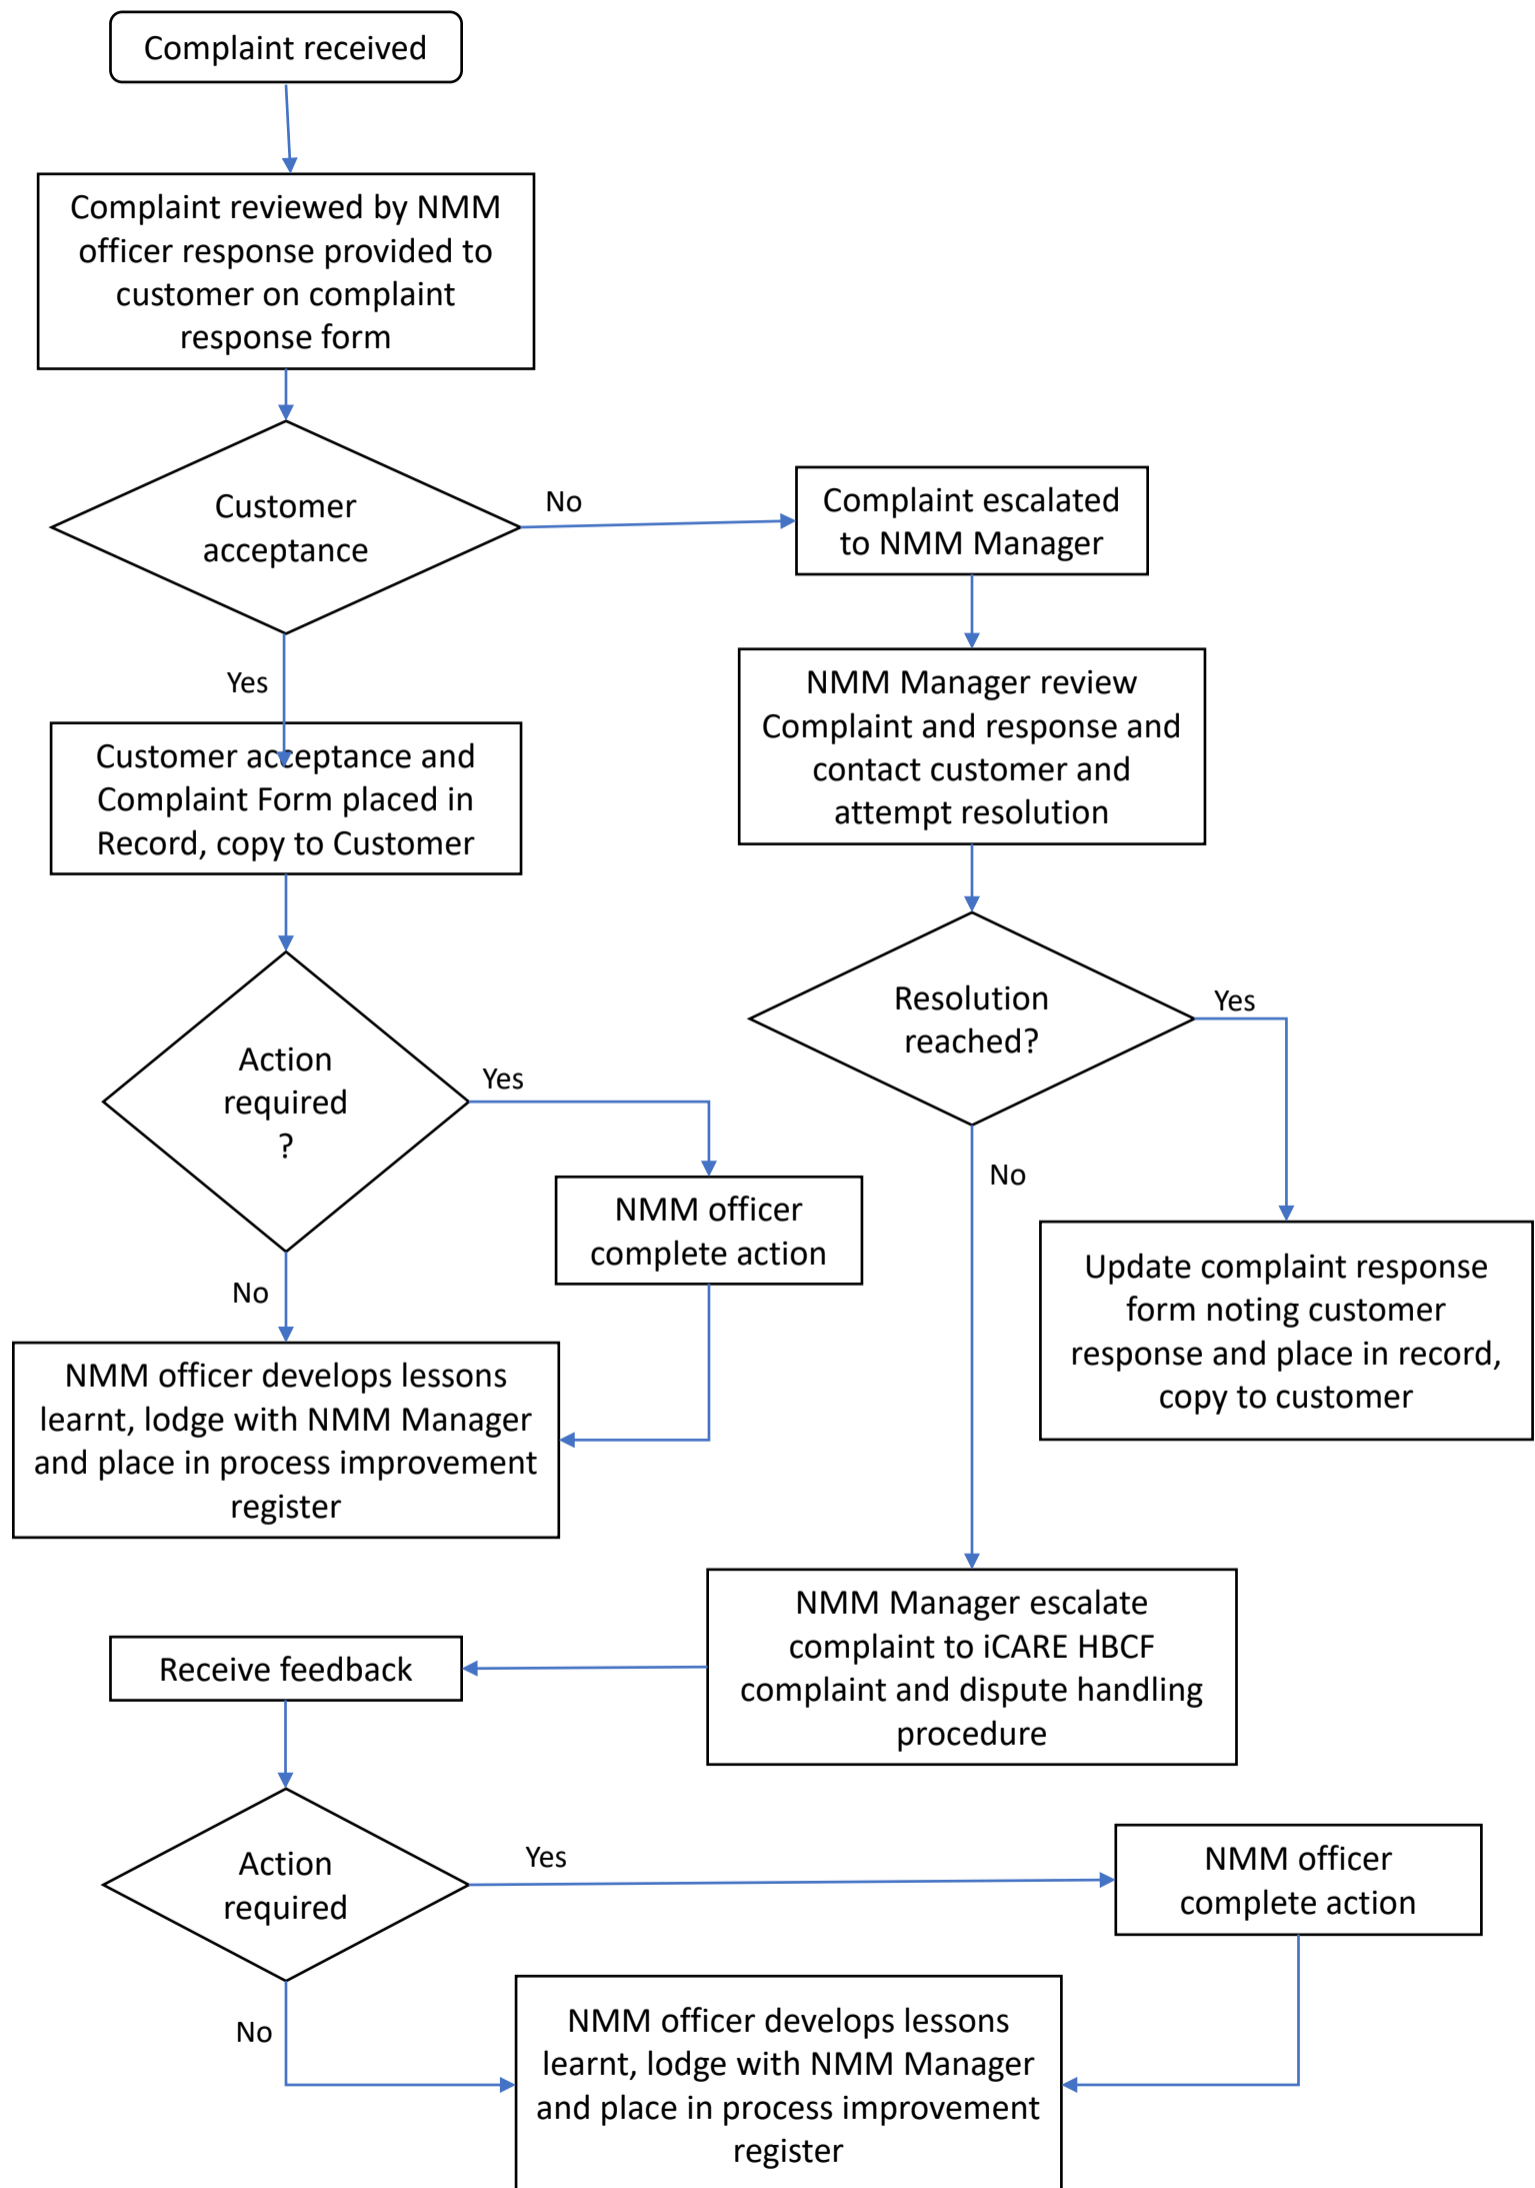 Complaint received
Complaint reviewed by NMM
officer response provided to
customer on complaint
response form
Customer
acceptance
No
Complaint escalated
to NMM Manager
Yes
Customer acceptance and
Complaint Form placed in
Record, copy to Customer
NMM Manager review
Complaint and response and
contact customer and
attempt resolution
Action
required
?
Yes
Resolution
reached?
Yes
NMM officer
complete action
No
No
Update complaint response
form noting customer
response and place in record,
copy to customer
NMM officer develops lessons
learnt, lodge with NMM Manager
and place in process improvement
register
NMM Manager escalate
complaint to iCARE HBCF
complaint and dispute handling
procedure
Receive feedback
Action
required
Yes
NMM officer
complete action
No
NMM officer develops lessons
learnt, lodge with NMM Manager
and place in process improvement
register